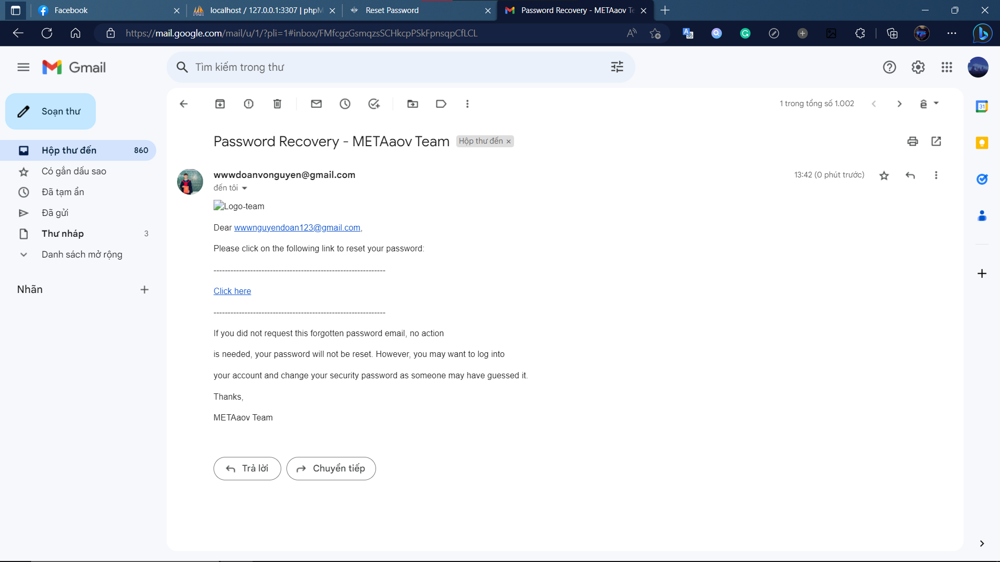 Facebook
localhost / 127.0.0.1:3307 | phpM
Reset Password
Password Recovery - METAaov Te
https://mail.google.com/mail/u/1/?pli=1#inbox/FMfcgzGsmqzsSCHkcpPSkFpnsqpCfLCL
Gmail
Tìm kiếm trong thư
Soạn thư
1 trong tổng số 1.002
Hộp thư đến 860
Có gắn dấu sao
Đã tạm ẩn
Đã gửi
Thư nháp 3
Danh sách mở rộng
Nhãn
Password Recovery - METAaov Team
Hộp thư đến
wwwdoanvonguyen@gmail.com
13:42 (0 phút trước)
đến tôi
Logo-team
Dear wwwnguyendoan123@gmail.com,
Please click on the following link to reset your password:
-------------------------------------------------------------
Click here
-------------------------------------------------------------
If you did not request this forgotten password email, no action
is needed, your password will not be reset. However, you may want to log into
your account and change your security password as someone may have guessed it.
Thanks,
METAaov Team
Trả lời
Chuyển tiếp
31